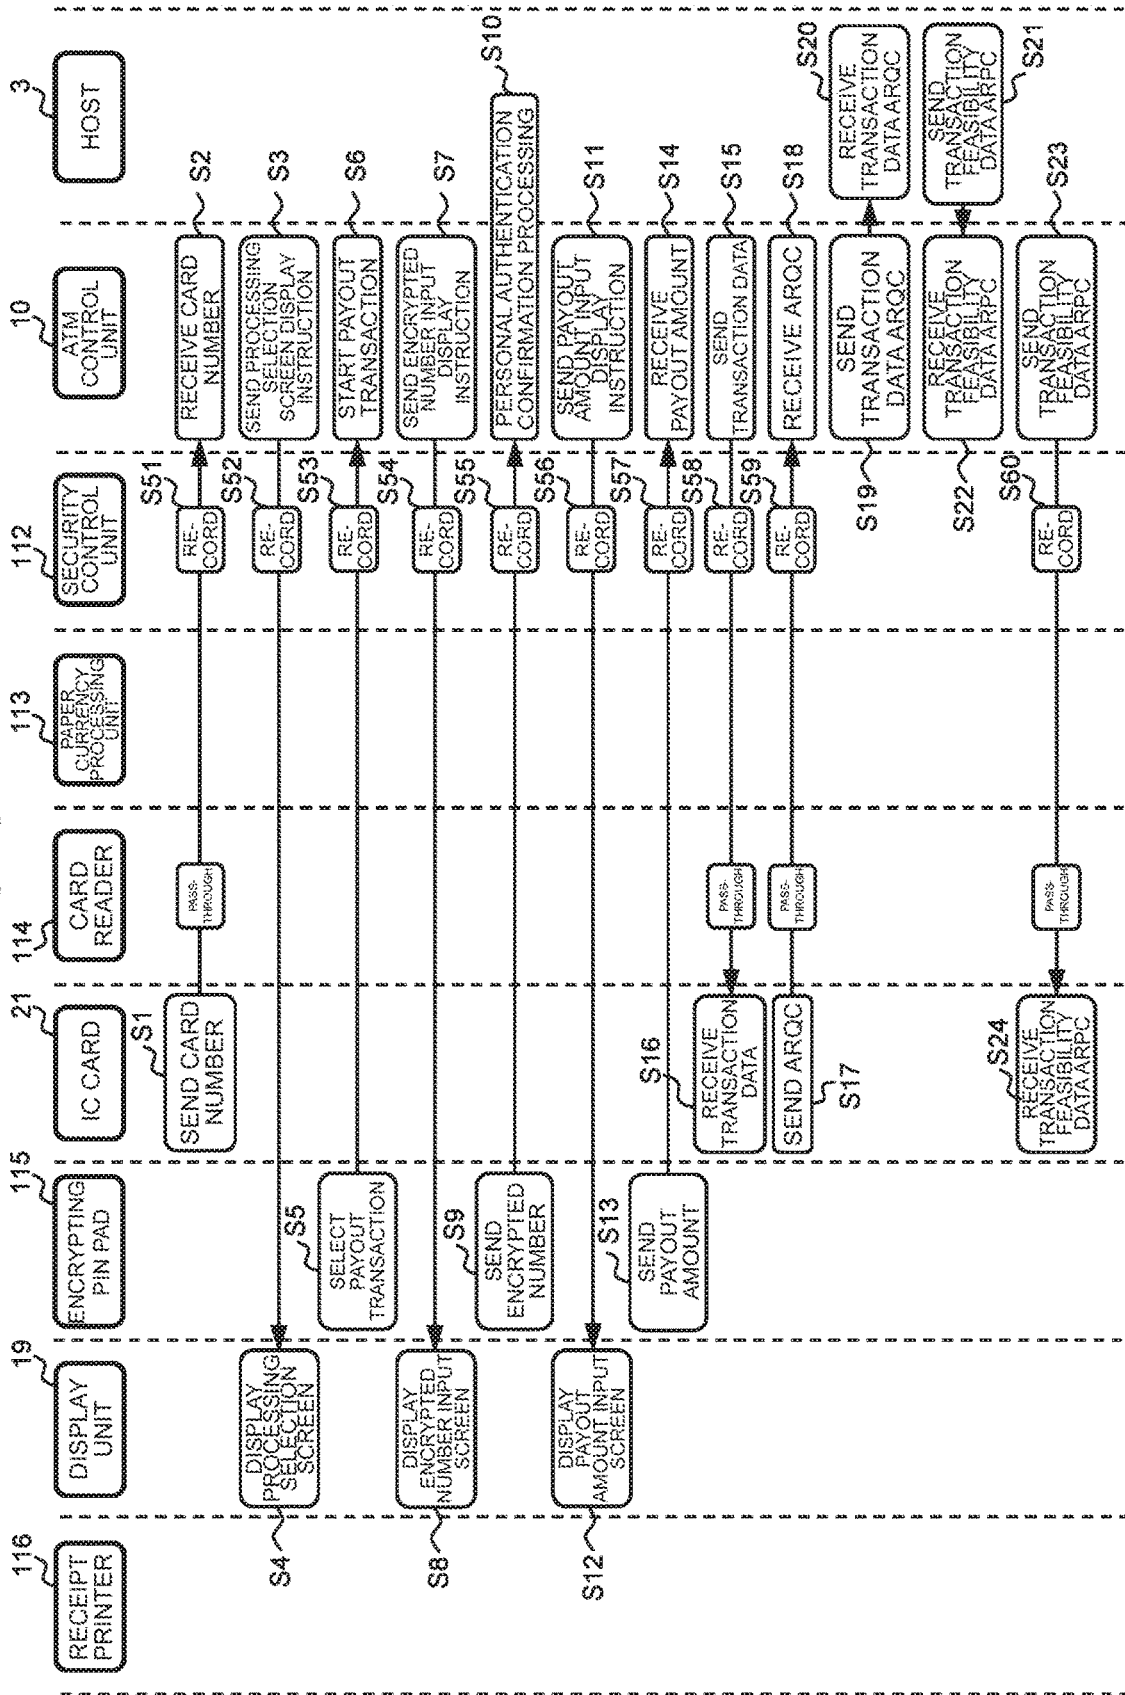 116
RECEIPT
PRINTER
19
DISPLAY
UNIT
115
ENCRYPTING
PIN PAD
21
IC CARD
114
CARD
READER
113
PAPER
CURRENCY
PROCESSING
UNIT
112
SECURITY
CONTROL
UNIT
10
ATM
CONTROL
UNIT
3
HOST
S1
SEND CARD
NUMBER
PASS-
THROUGH
S51
RE-
CORD
RECEIVE CARD
NUMBER
S2
S4
DISPLAY
PROCESSING
SELECTION
SCREEN
S52
RE-
CORD
SEND PROCESSING
SELECTION
SCREEN DISPLAY
INSTRUCTION
S3
S5
SELECT
PAYOUT
TRANSACTION
S53
RE-
CORD
START PAYOUT
TRANSACTION
S6
S8
DISPLAY
ENCRYPTED
NUMBER INPUT
SCREEN
S54
RE-
CORD
SEND ENCRYPTED
NUMBER INPUT
DISPLAY
INSTRUCTION
S7
S9
SEND
ENCRYPTED
NUMBER
S55
RE-
CORD
PERSONAL AUTHENTICATION
CONFIRMATION PROCESSING
S10
S12
DISPLAY
PAYOUT
AMOUNT INPUT
SCREEN
S56
RE-
CORD
SEND PAYOUT
AMOUNT INPUT
DISPLAY
INSTRUCTION
S11
S13
SEND
PAYOUT
AMOUNT
S57
RE-
CORD
RECEIVE
PAYOUT AMOUNT
S14
S16
RECEIVE
TRANSACTION
DATA
PASS-
THROUGH
S58
RE-
CORD
SEND
TRANSACTION DATA
S15
SEND ARQC
S17
PASS-
THROUGH
S59
RE-
CORD
RECEIVE ARQC
S18
S19
SEND
TRANSACTION
DATA ARQC
RECEIVE
TRANSACTION
DATA ARQC
S20
S22
RECEIVE
TRANSACTION
FEASIBILITY
DATA ARPC
SEND
TRANSACTION
FEASIBILITY
DATA ARPC
S21
S24
RECEIVE
TRANSACTION
FEASIBILITY
DATA ARPC
PASS-
THROUGH
S60
RE-
CORD
SEND
TRANSACTION
FEASIBILITY
DATA ARPC
S23